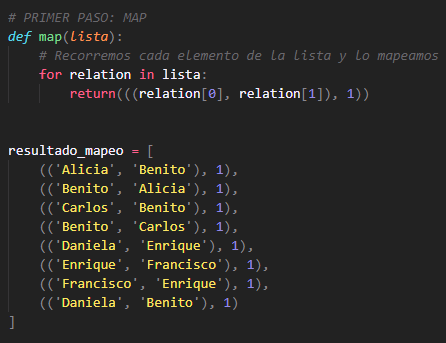 # PRIMER PASO: MAP
def map(lista):
    # Recorremos cada elemento de la lista y lo mapeamos
    for relation in lista:
        return(((relation[0], relation[1]), 1))
resultado_mapeo = [
    (('Alicia', 'Benito'), 1),
    (('Benito', 'Alicia'), 1),
    (('Carlos', 'Benito'), 1),
    (('Benito', 'Carlos'), 1),
    (('Daniela', 'Enrique'), 1),
    (('Enrique', 'Francisco'), 1),
    (('Francisco', 'Enrique'), 1),
    (('Daniela', 'Benito'), 1)
]